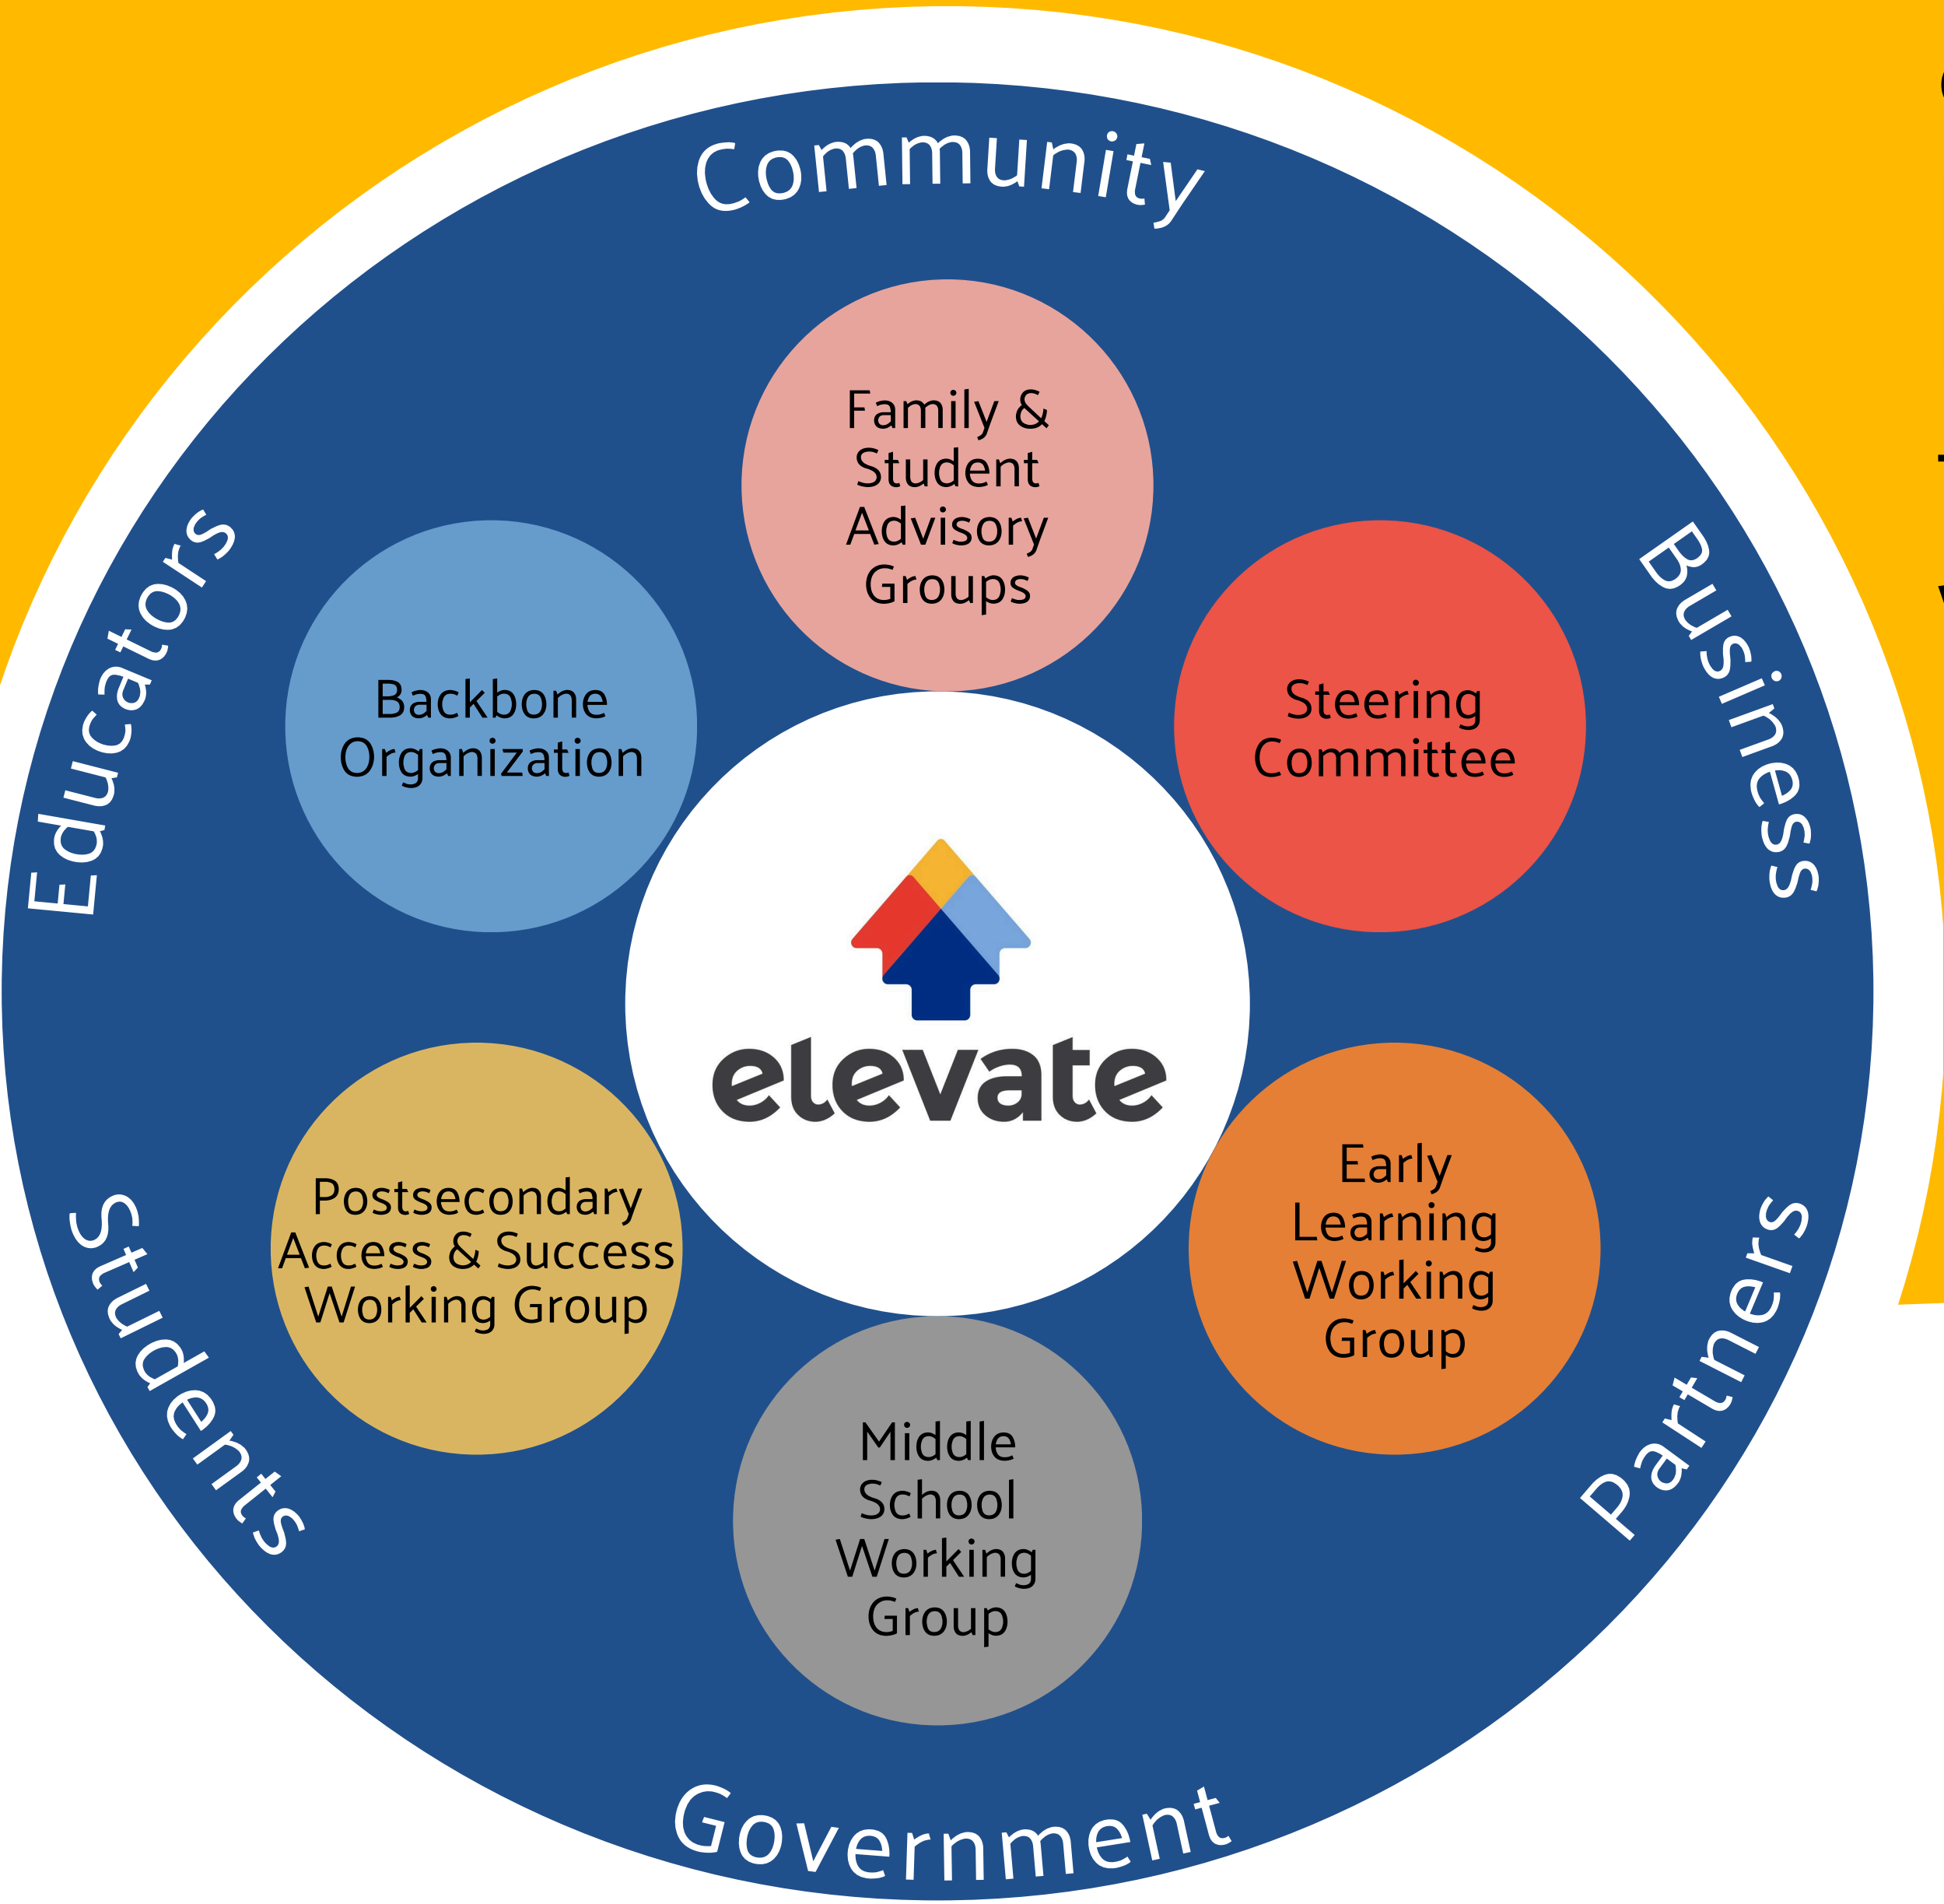 Community
Family &
Student
Advisory
Groups
Educators
Business
Backbone
Organization
Steering
Committee
elevate
Postsecondary
Access & Success
Working Group
Early
Learning
Working
Group
Students
Partners
Middle
School
Working
Group
Government